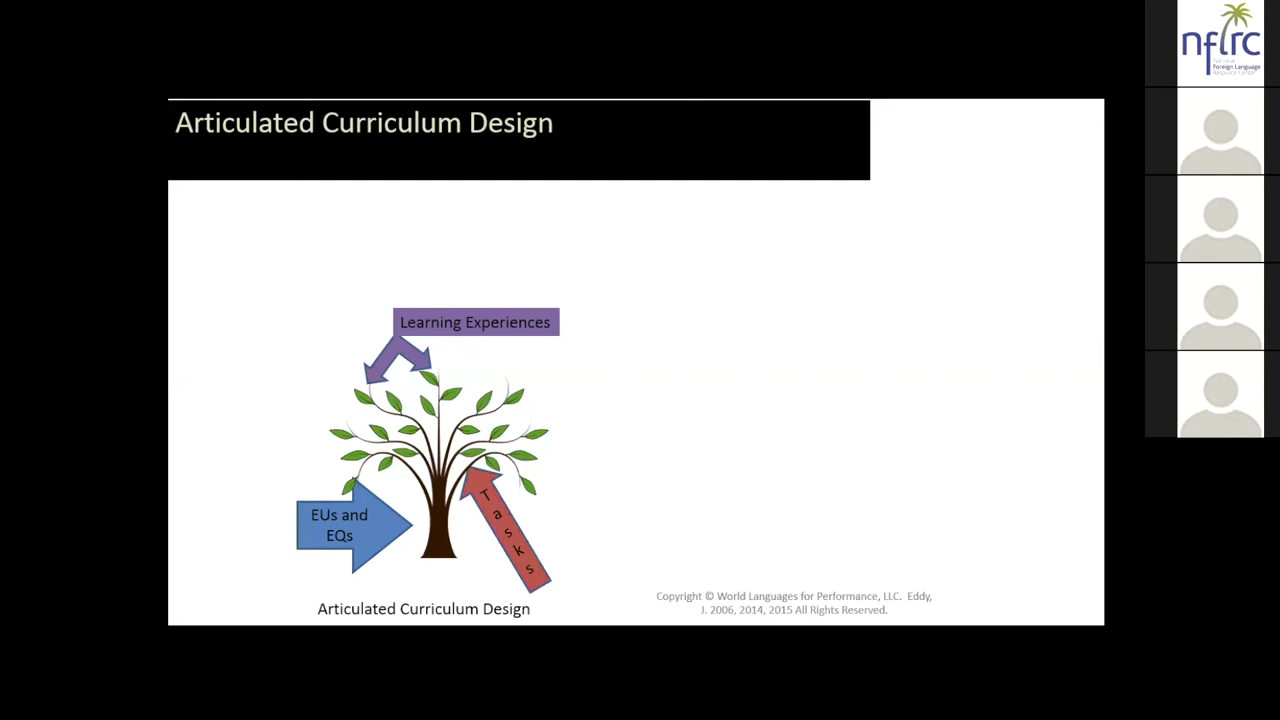 Articulated Curriculum Design
Learning Experiences
EUs and
EQs
Tasks
Articulated Curriculum Design
Copyright © World Languages for Performance, LLC. Eddy,
J. 2006, 2014, 2015 All Rights Reserved.
nflrc
Foreign Language
Resource Center